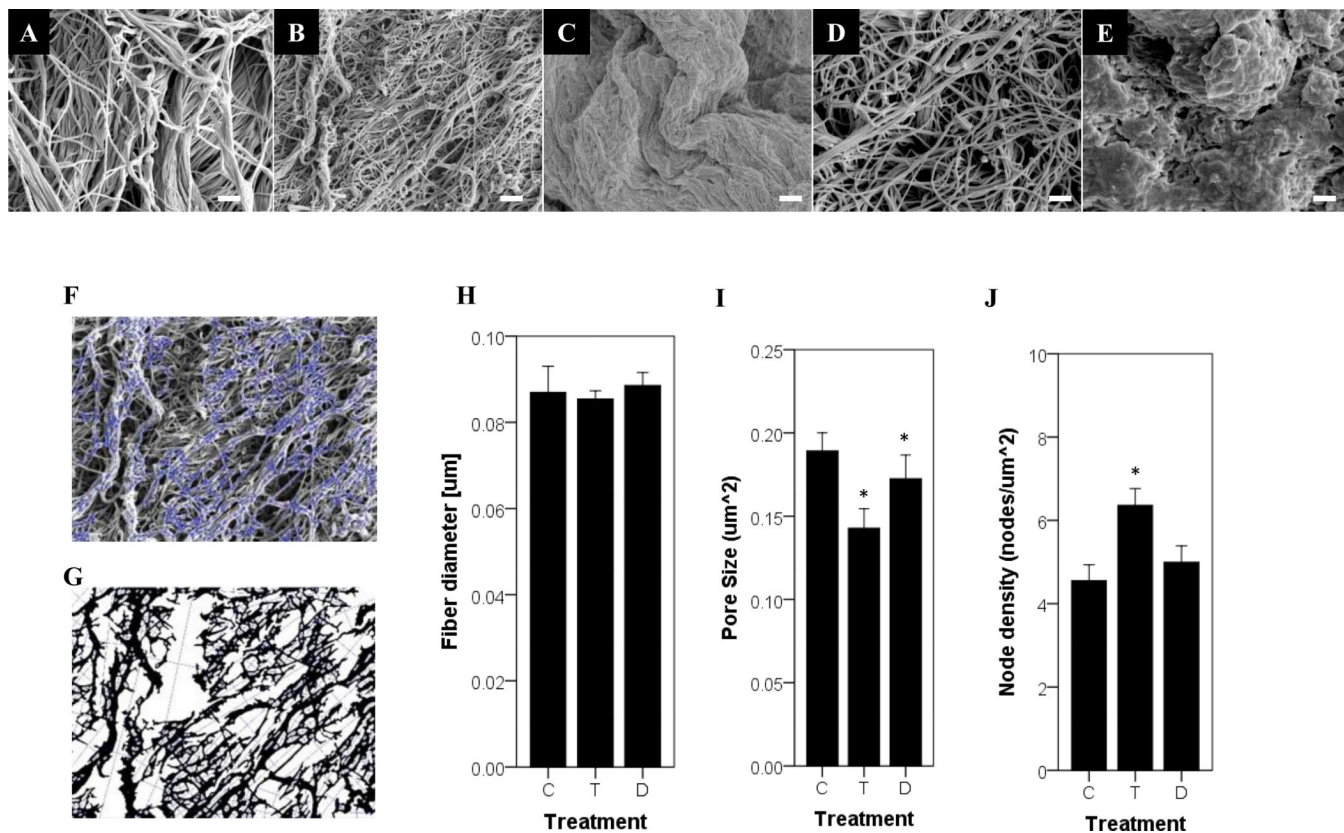 A B C D E
F
H
I
J
0.10
0.08
0.06
0.04
0.02
0.00
Fiber diameter [um]
C T D
Treatment
0.25
0.20
0.15
0.10
0.05
0.00
Pore Size (um^2)
* *
C T D
Treatment
10
8
6
4
2
0
Node density (nodes/um^2)
*
C T D
Treatment
G